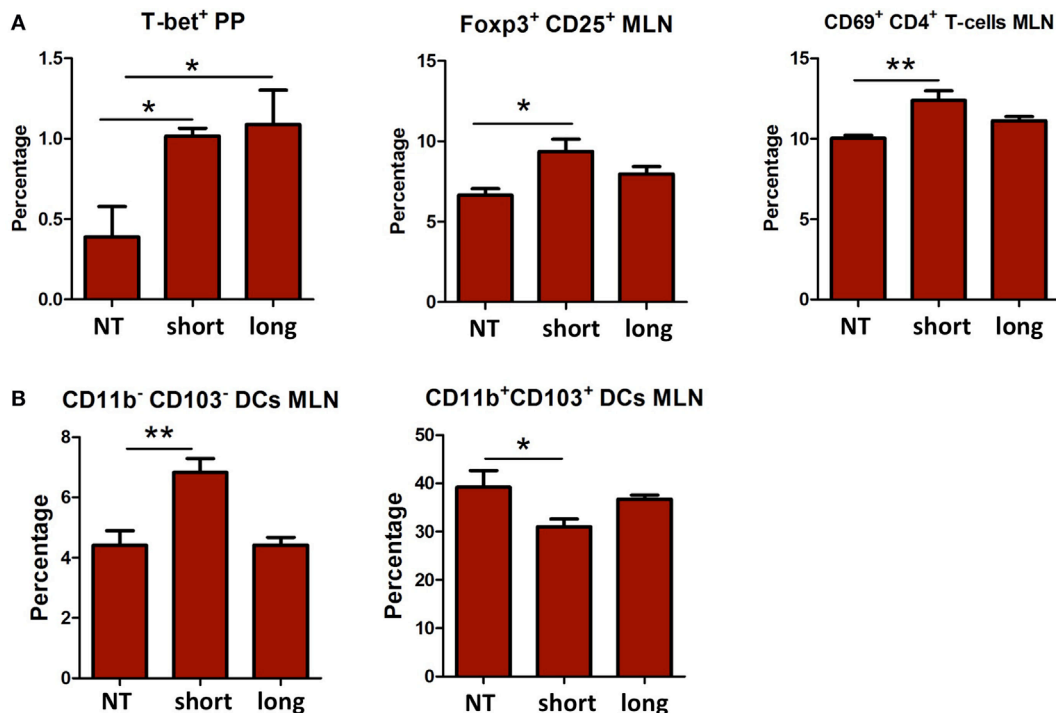 A
T-bet⁺ PP
*
*
Percentage
1.5
1.0
0.5
0.0
NT short long
Foxp3⁺ CD25⁺ MLN
*
Percentage
15
10
5
0
NT short long
CD69⁺ CD4⁺ T-cells MLN
**
Percentage
15
10
5
0
NT short long
B
CD11b⁻ CD103⁻ DCs MLN
**
Percentage
8
6
4
2
0
NT short long
CD11b⁺CD103⁺ DCs MLN
*
Percentage
50
40
30
20
10
0
NT short long